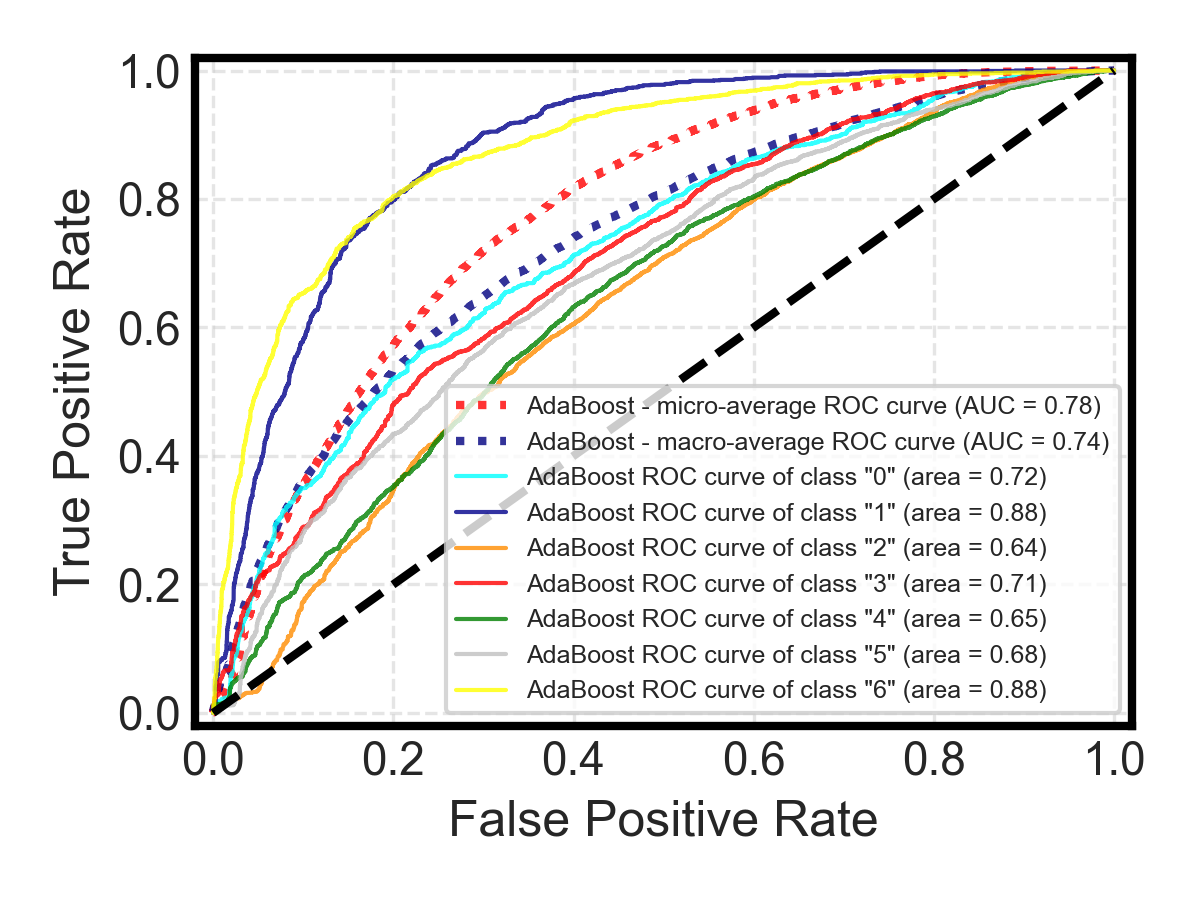 1.0
0.8
0.6
0.4
0.2
0.0
True Positive Rate
AdaBoost - micro-average ROC curve (AUC = 0.78)
AdaBoost - macro-average ROC curve (AUC = 0.74)
AdaBoost ROC curve of class "0" (area = 0.72)
AdaBoost ROC curve of class "1" (area = 0.88)
AdaBoost ROC curve of class "2" (area = 0.64)
AdaBoost ROC curve of class "3" (area = 0.71)
AdaBoost ROC curve of class "4" (area = 0.65)
AdaBoost ROC curve of class "5" (area = 0.68)
AdaBoost ROC curve of class "6" (area = 0.88)
0.0 0.2 0.4 0.6 0.8 1.0
False Positive Rate